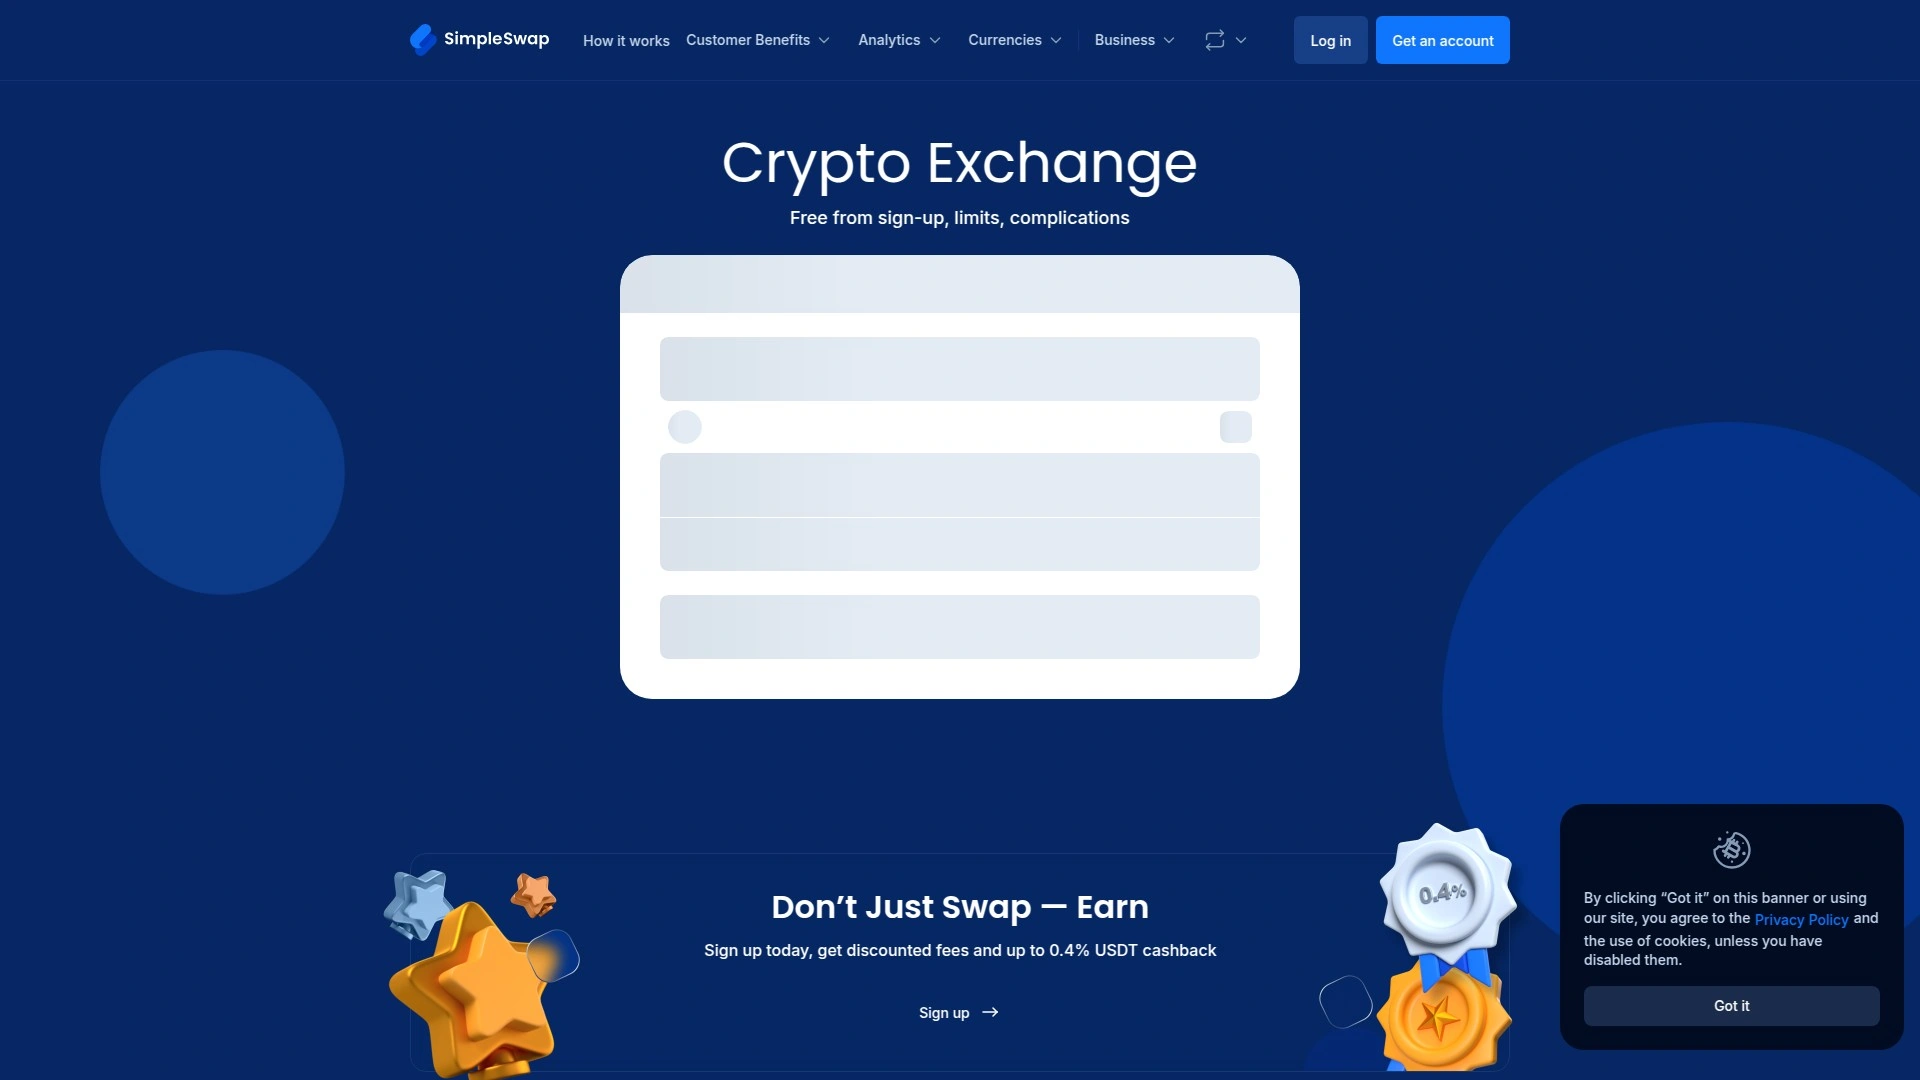 SimpleSwap
How it works
Customer Benefits
Analytics
Currencies
Business
Log in
Get an account
Crypto Exchange
Free from sign-up, limits, complications
Don’t Just Swap — Earn
Sign up today, get discounted fees and up to 0.4% USDT cashback
Sign up
0.4%
By clicking “Got it” on this banner or using
our site, you agree to the Privacy Policy and
the use of cookies, unless you have
disabled them.
Got it